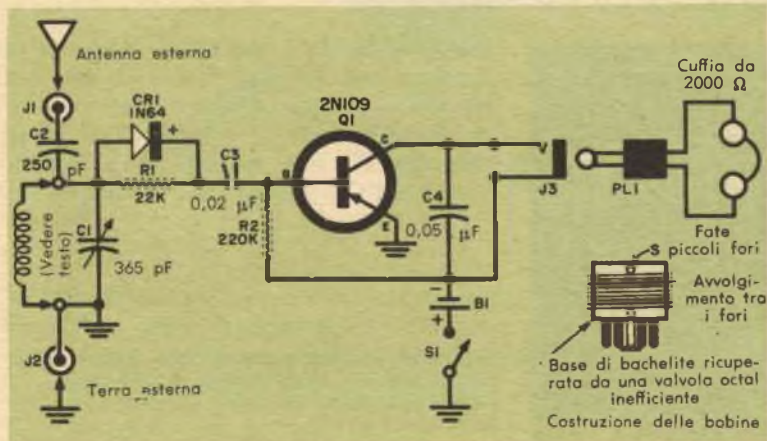 Antenna esterna
J1
C2
250 pF
CR1
1N64
+
R1
22K
C3
0,02 µF
(Vedere
testo)
C1
365 pF
J2
Terra esterna
2N109
Q1
B
C
E
R2
220K
C4
0,05 µF
-
B1
+
S1
J3
PL1
Cuffia da
2000 Ω
Fate
piccoli fori
S
Avvolgi-
mento tra
i fori
Base di bachelite ricupe-
rata da una valvola octal
inefficiente
Costruzione delle bobine